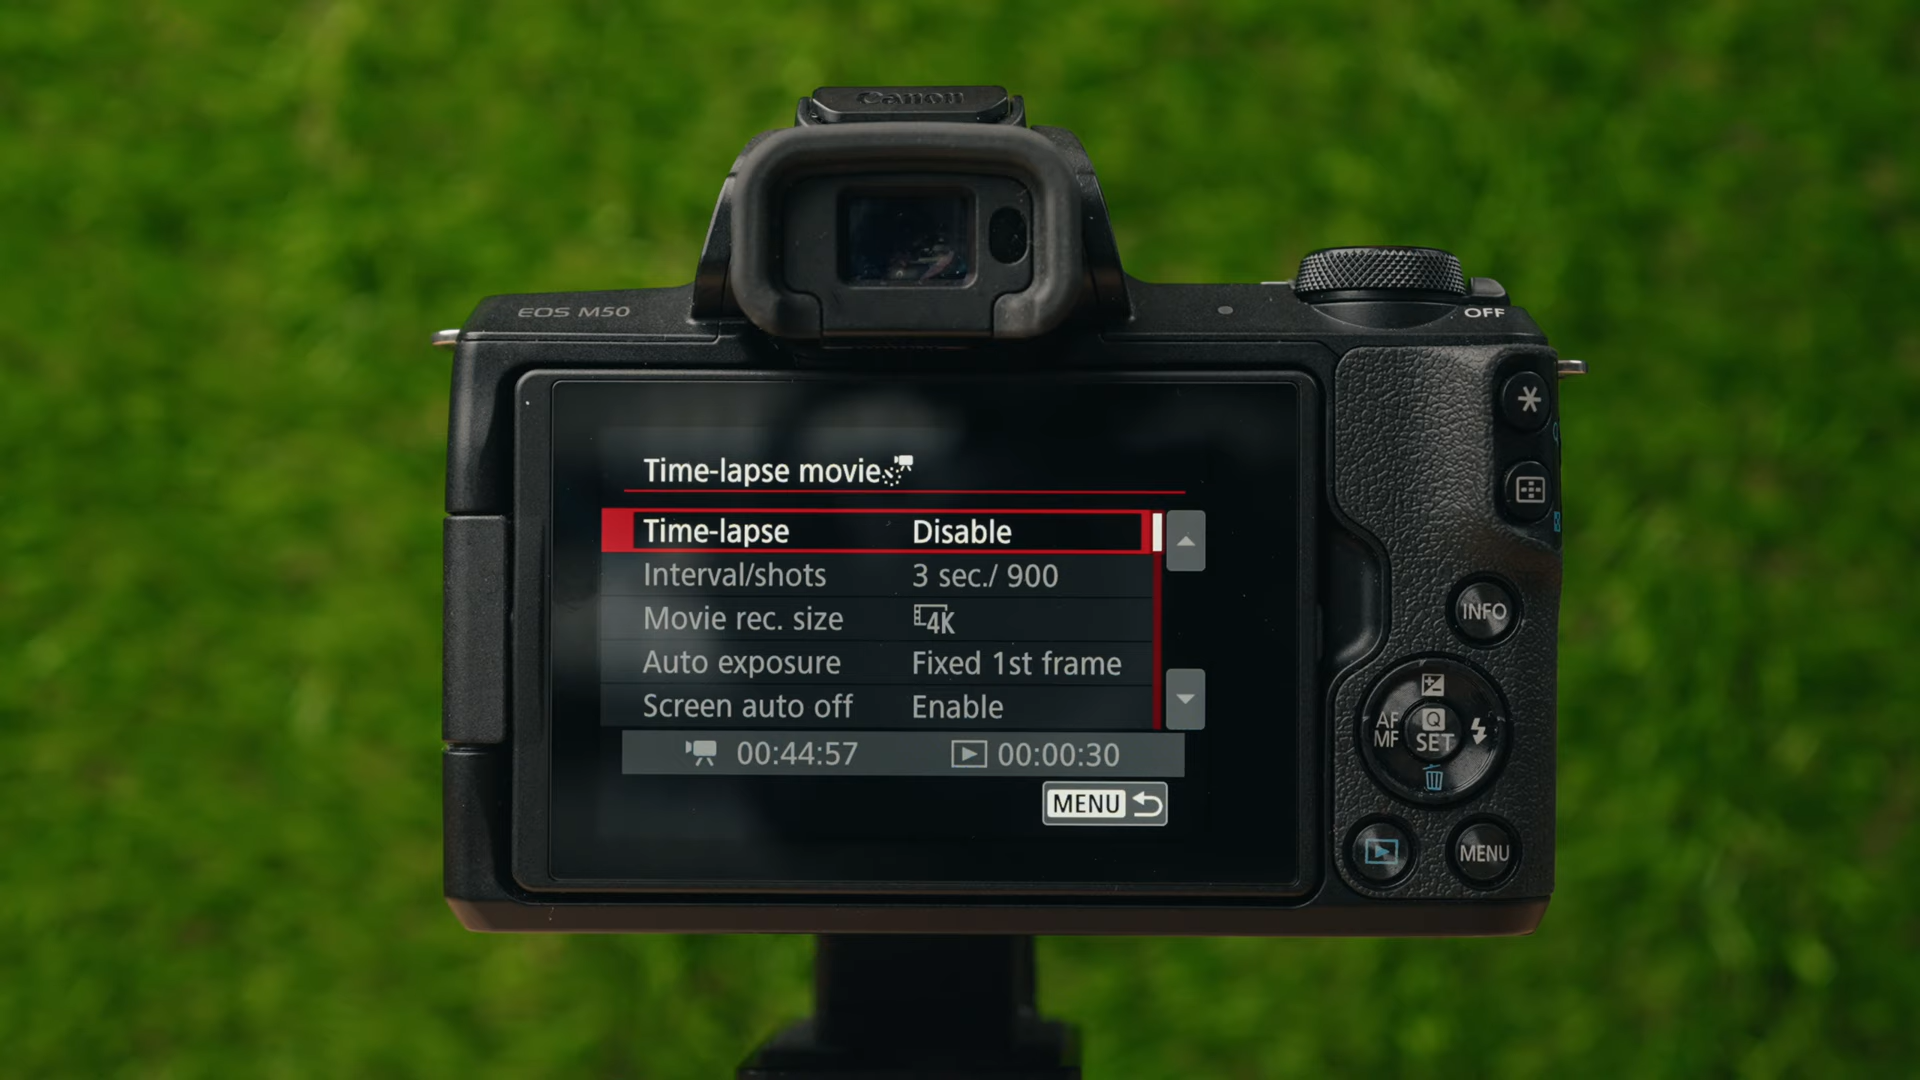 Canon
EOS M50
OFF
Time-lapse movie
Time-lapse Disable
Interval/shots 3 sec./ 900
Movie rec. size 4K
Auto exposure Fixed 1st frame
Screen auto off Enable
00:44:57 00:00:30
MENU
INFO
AF
MF
Q
SET
MENU